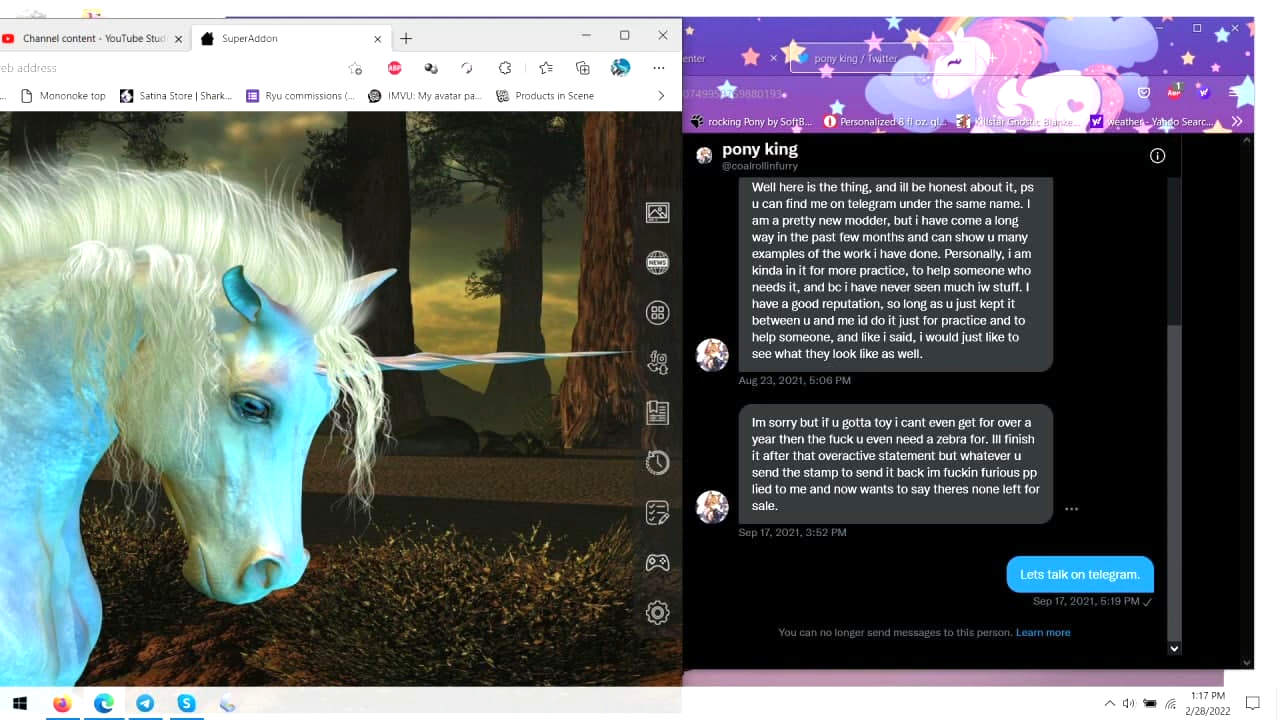 Channel content - YouTube Stud
SuperAddon
eb address
ABP
... Mononoke top
Satina Store | Shark...
Ryu commissions (...
IMVU: My avatar pa...
Products in Scene
NEWS
enter
pony king / Twitter
ABP
1
rocking Pony by SoftB...
Personalized 8 fl oz. gl...
Killstar Gnostic Blanke...
weather - Yahoo Searc...
pony king
@coalrollinfurry
Well here is the thing, and ill be honest about it, ps
u can find me on telegram under the same name. I
am a pretty new modder, but i have come a long
way in the past few months and can show u many
examples of the work i have done. Personally, i am
kinda in it for more practice, to help someone who
needs it, and bc i have never seen much iw stuff. I
have a good reputation, so long as u just kept it
between u and me id do it just for practice and to
help someone, and like i said, i would just like to
see what they look like as well.
Aug 23, 2021, 5:06 PM
Im sorry but if u gotta toy i cant even get for over a
year then the fuck u even need a zebra for. Ill finish
it after that overactive statement but whatever u
send the stamp to send it back im fuckin furious pp
lied to me and now wants to say theres none left for
sale.
Sep 17, 2021, 3:52 PM
Lets talk on telegram.
Sep 17, 2021, 5:19 PM
You can no longer send messages to this person. Learn more
1:17 PM
2/28/2022